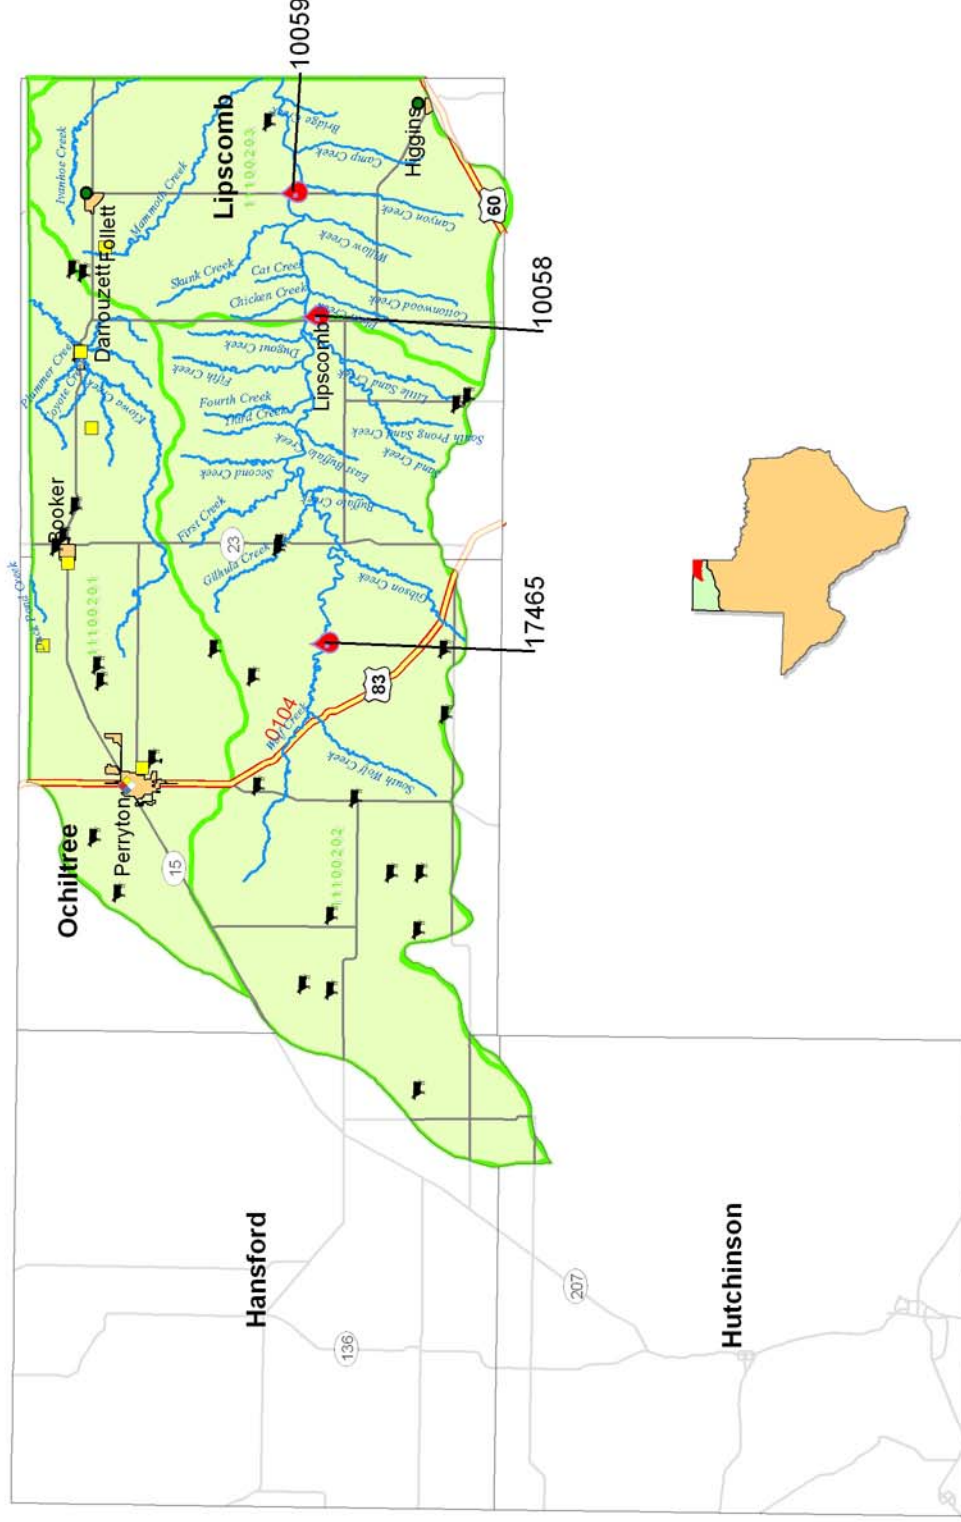 Ochiltree
Lipscomb
Hansford
Hutchinson
Perryton
Booker
Darrouzett
Follett
Higgins
Lipscomb
10059
10058
17465
0104
11100201
11100202
11100203
15
23
83
60
136
207
Ivanhoe Creek
Mammoth Creek
Plummer Creek
Coyote Creek
Kiowa Creek
Skunk Creek
Cat Creek
Chicken Creek
Dugout Creek
Fifth Creek
Fourth Creek
Third Creek
Second Creek
First Creek
Gilhula Creek
Wolf Creek
South Wolf Creek
Gibson Creek
Buffalo Creek
East Buffalo Creek
Sand Creek
South Prong Sand Creek
Little Sand Creek
Cottonwood Creek
Willow Creek
Canyon Creek
Camp Creek
Bridge Creek
Pond Creek